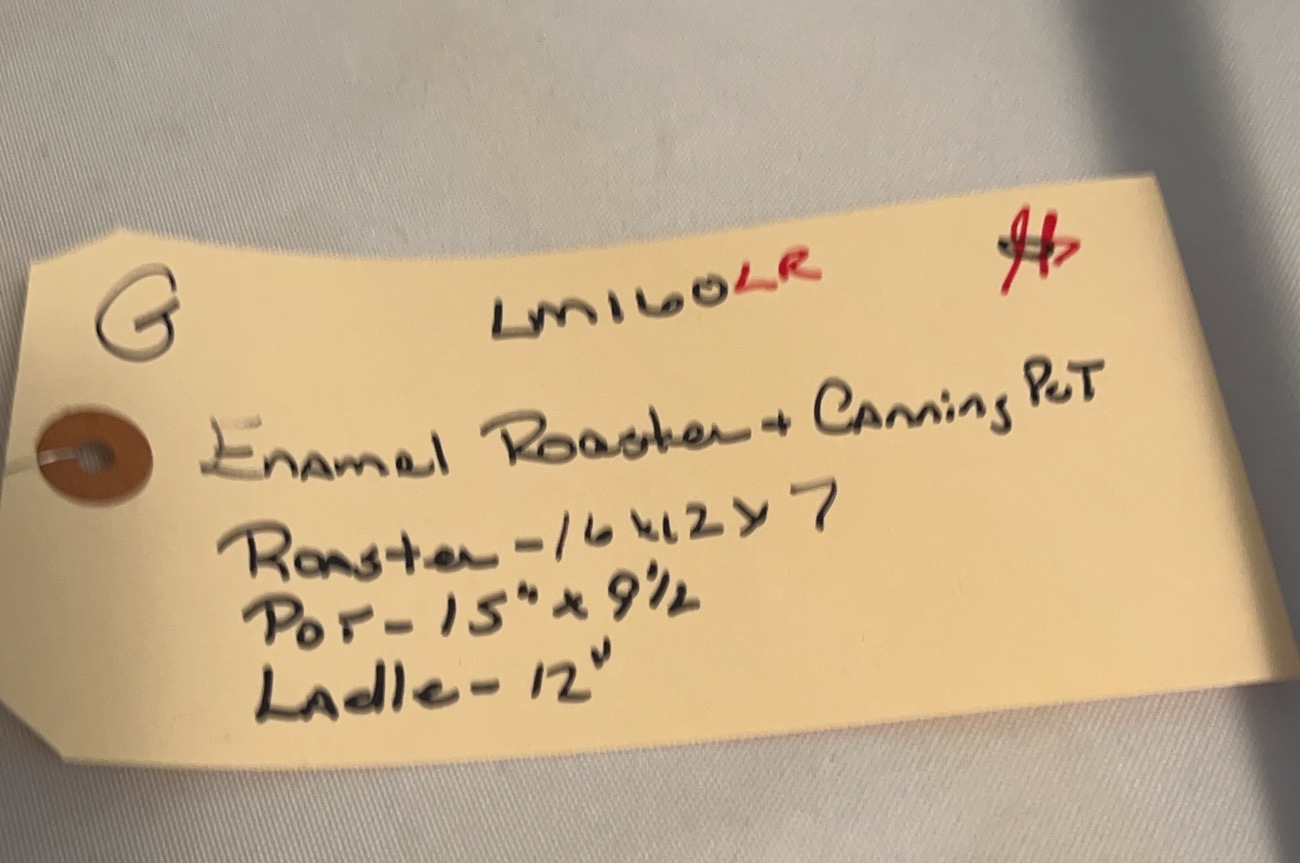 G LM160LR
Enamel Roaster + Canning Pot
Roaster - 16 x 12 x 7
Pot - 15" x 9 1/2
Ladle - 12"